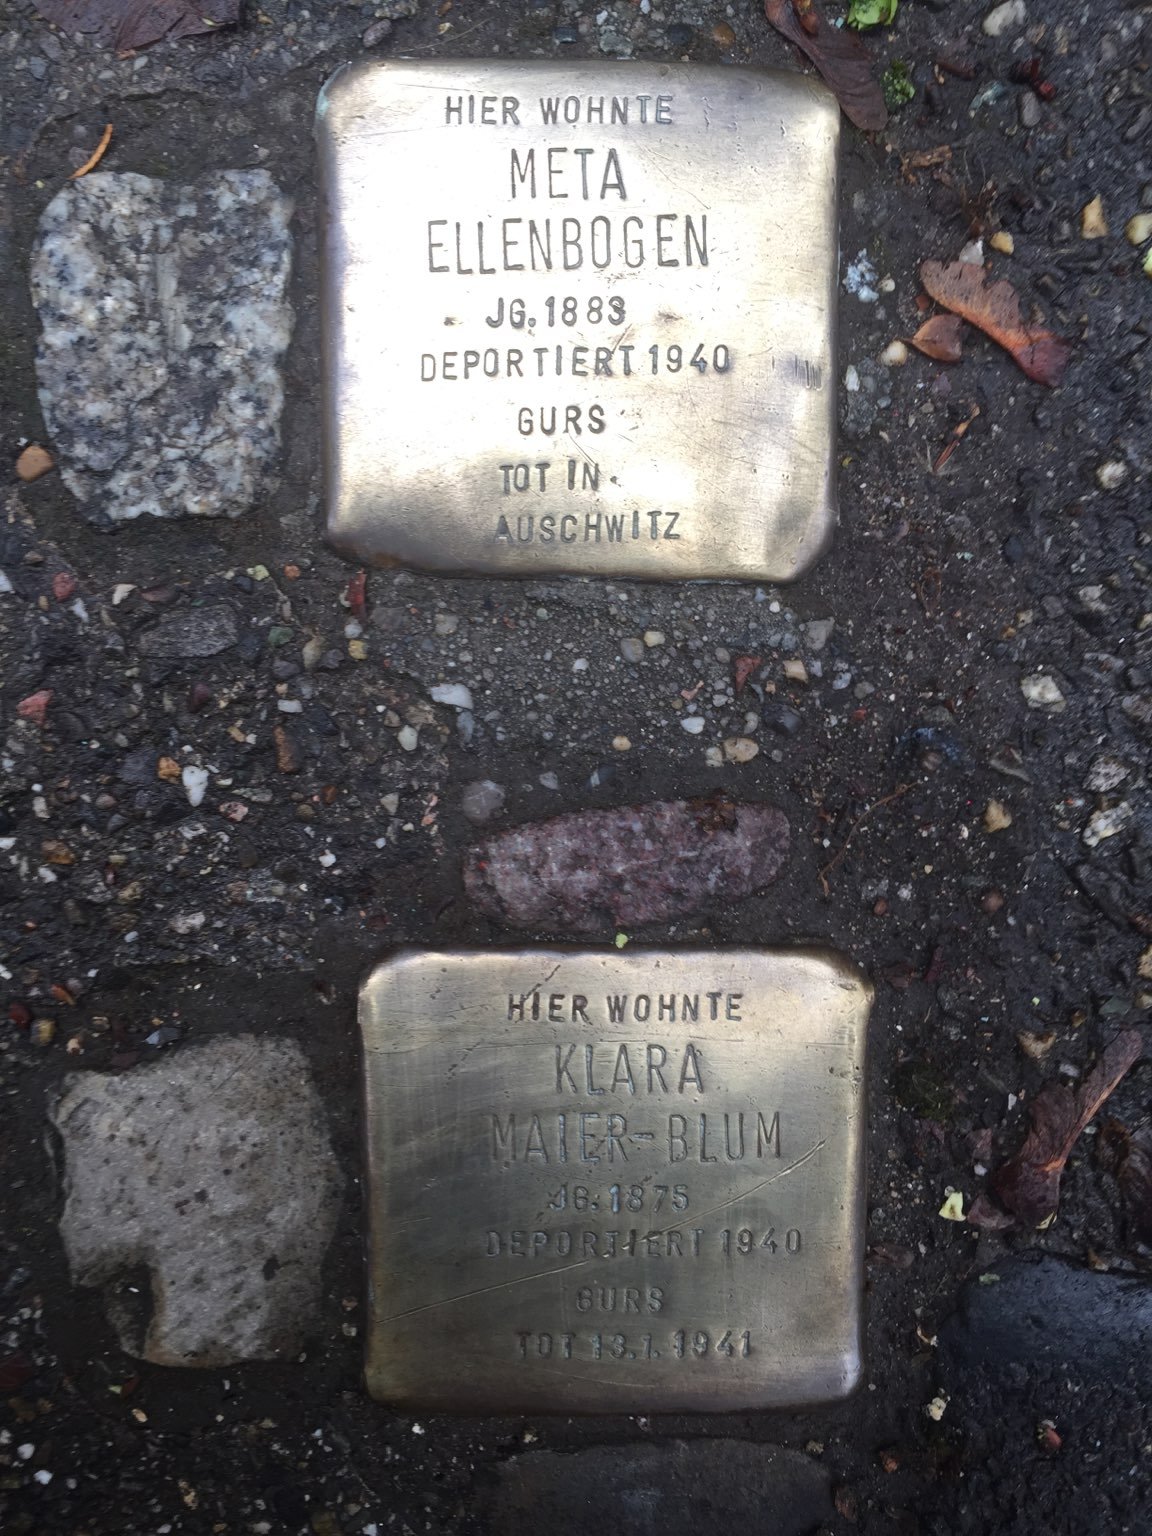 HIER WOHNTE
META
ELLENBOGEN
JG. 1883
DEPORTIERT 1940
GURS
TOT IN
AUSCHWITZ
HIER WOHNTE
KLARA
MAIER-BLUM
JG. 1875
DEPORTIERT 1940
GURS
TOT 13.1.1941